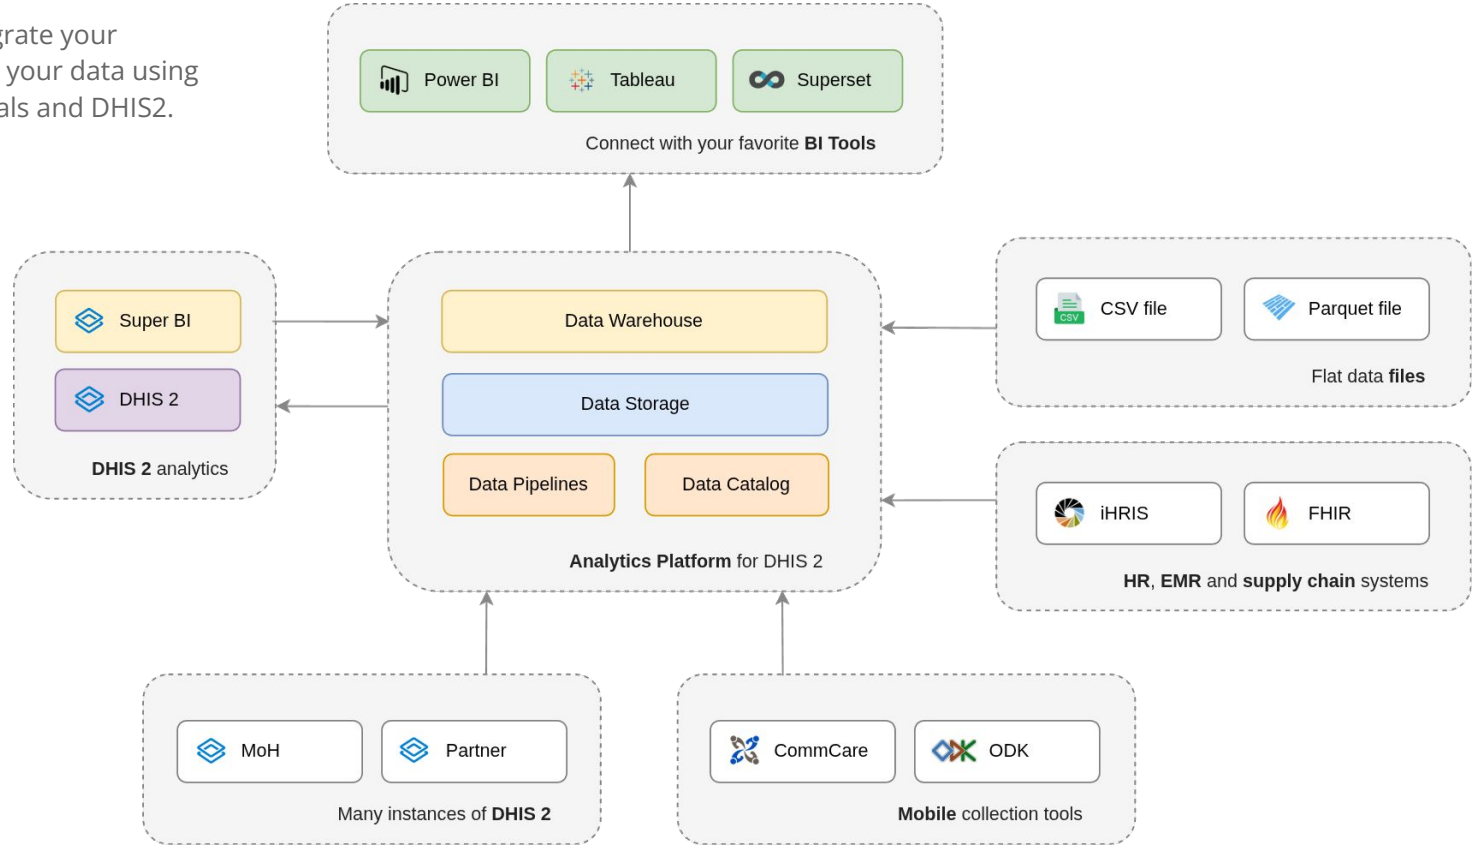 grate your
your data using
als and DHIS2.
Power BI
Tableau
Superset
Connect with your favorite BI Tools
Super BI
DHIS 2
DHIS 2 analytics
Data Warehouse
Data Storage
Data Pipelines
Data Catalog
Analytics Platform for DHIS 2
CSV
CSV file
Parquet file
Flat data files
iHRIS
FHIR
HR, EMR and supply chain systems
MoH
Partner
Many instances of DHIS 2
CommCare
ODK
Mobile collection tools